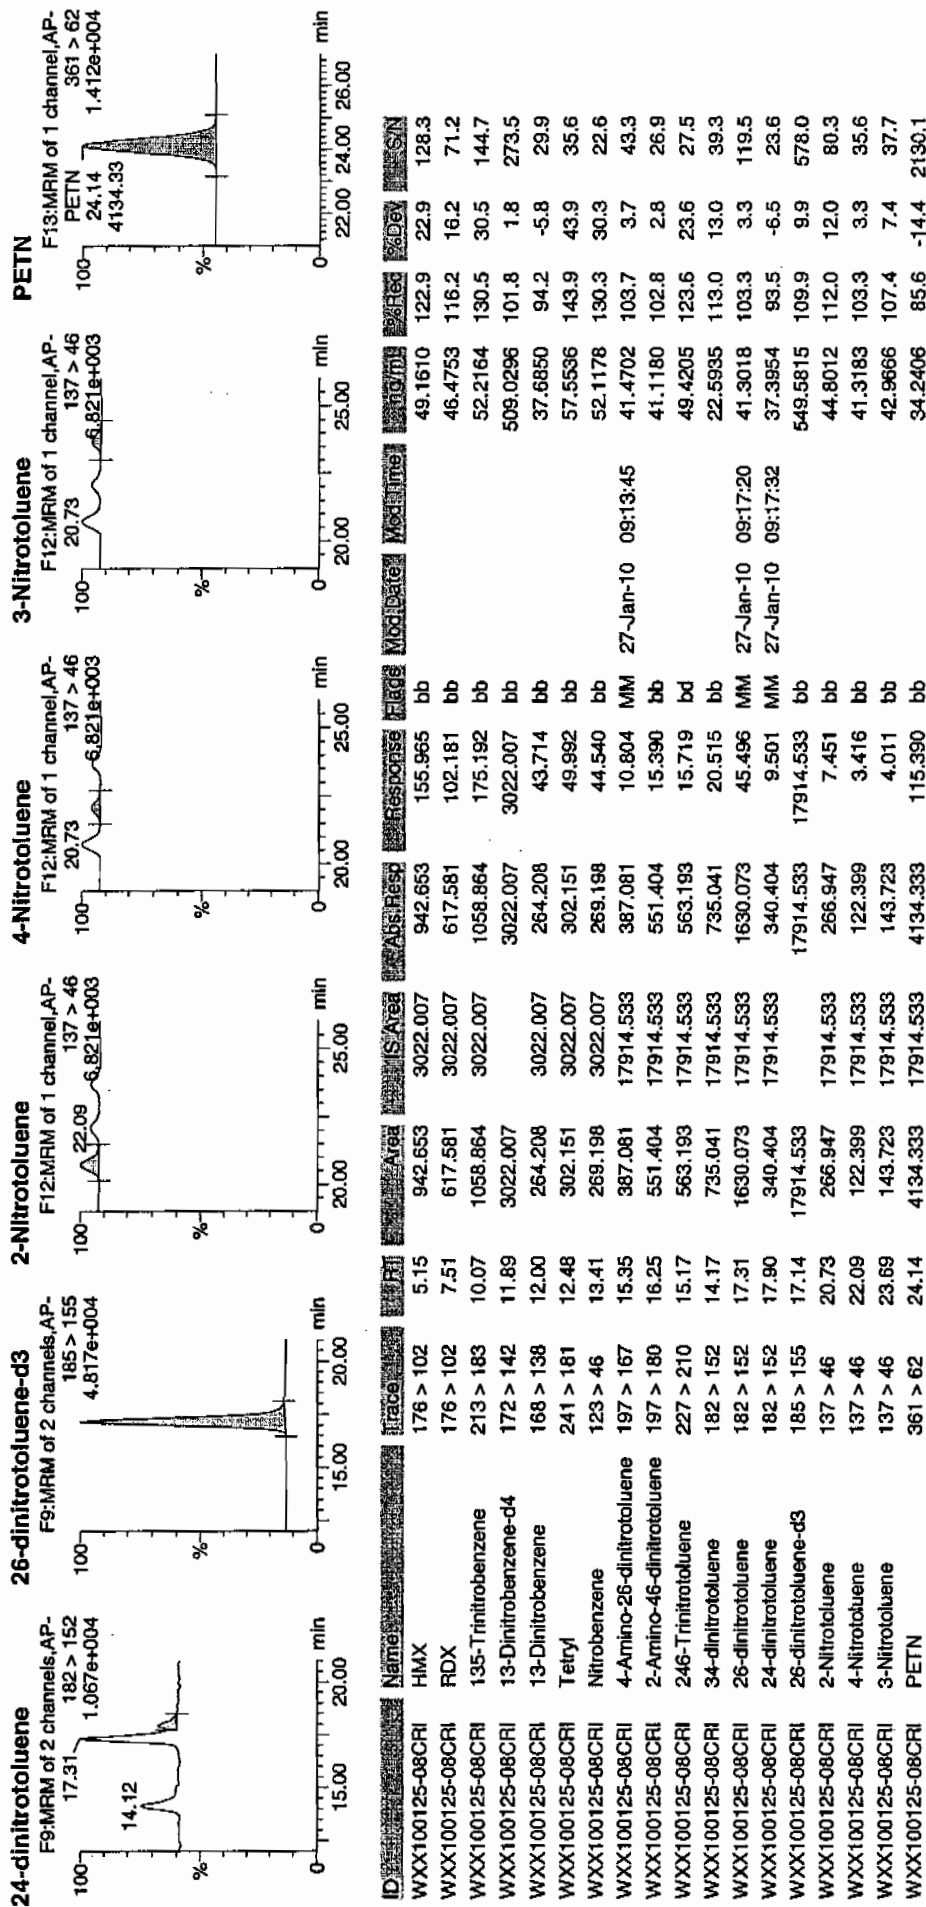 24-dinitrotoluene
F9:MRM of 2 channels,AP-
182 > 152
1.067e+004
17.31
14.12
100
%
0
15.00
20.00
min
26-dinitrotoluene-d3
F9:MRM of 2 channels,AP-
185 > 155
4.817e+004
100
%
0
15.00
20.00
min
2-Nitrotoluene
F12:MRM of 1 channel,AP-
137 > 46
6.821e+003
22.09
100
%
0
20.00
25.00
min
4-Nitrotoluene
F12:MRM of 1 channel,AP-
137 > 46
6.821e+003
20.73
100
%
0
20.00
25.00
min
3-Nitrotoluene
F12:MRM of 1 channel,AP-
137 > 46
6.821e+003
20.73
100
%
0
20.00
25.00
min
PETN
F13:MRM of 1 channel,AP-
361 > 62
1.412e+004
PETN
24.14
4134.33
100
%
0
22.00
24.00
26.00
min
ID Name Trace RT Area IS Area Abs.Resp Response Flags Mod.Date Mod.Time ng/ml %Rec %Dev S/N
WXX100125-08CRI HMX 176 > 102 5.15 942.653 3022.007 942.653 155.965 bb 49.1610 122.9 22.9 128.3
WXX100125-08CRI RDX 176 > 102 7.51 617.581 3022.007 617.581 102.181 bb 46.4753 116.2 16.2 71.2
WXX100125-08CRI 135-Trinitrobenzene 213 > 183 10.07 1058.864 3022.007 1058.864 175.192 bb 52.2164 130.5 30.5 144.7
WXX100125-08CRI 13-Dinitrobenzene-d4 172 > 142 11.89 3022.007 3022.007 3022.007 bb 509.0296 101.8 1.8 273.5
WXX100125-08CRI 13-Dinitrobenzene 168 > 138 12.00 264.208 3022.007 264.208 43.714 bb 37.6850 94.2 -5.8 29.9
WXX100125-08CRI Tetryl 241 > 181 12.48 302.151 3022.007 302.151 49.992 bb 57.5536 143.9 43.9 35.6
WXX100125-08CRI Nitrobenzene 123 > 46 13.41 269.198 3022.007 269.198 44.540 bb 52.1178 130.3 30.3 22.6
WXX100125-08CRI 4-Amino-26-dinitrotoluene 197 > 167 15.35 387.081 17914.533 387.081 10.804 MM 27-Jan-10 09:13:45 41.4702 103.7 3.7 43.3
WXX100125-08CRI 2-Amino-46-dinitrotoluene 197 > 180 16.25 551.404 17914.533 551.404 15.390 bb 41.1180 102.8 2.8 26.9
WXX100125-08CRI 246-Trinitrotoluene 227 > 210 15.17 563.193 17914.533 563.193 15.719 bd 49.4205 123.6 23.6 27.5
WXX100125-08CRI 34-dinitrotoluene 182 > 152 14.17 735.041 17914.533 735.041 20.515 bb 22.5935 113.0 13.0 39.3
WXX100125-08CRI 26-dinitrotoluene 182 > 152 17.31 1630.073 17914.533 1630.073 45.496 MM 27-Jan-10 09:17:20 41.3018 103.3 3.3 119.5
WXX100125-08CRI 24-dinitrotoluene 182 > 152 17.90 340.404 17914.533 340.404 9.501 MM 27-Jan-10 09:17:32 37.3954 93.5 -6.5 23.6
WXX100125-08CRI 26-dinitrotoluene-d3 185 > 155 17.14 17914.533 17914.533 17914.533 bb 549.5815 109.9 9.9 578.0
WXX100125-08CRI 2-Nitrotoluene 137 > 46 20.73 266.947 17914.533 266.947 7.451 bb 44.8012 112.0 12.0 80.3
WXX100125-08CRI 4-Nitrotoluene 137 > 46 22.09 122.399 17914.533 122.399 3.416 bb 41.3183 103.3 3.3 35.6
WXX100125-08CRI 3-Nitrotoluene 137 > 46 23.69 143.723 17914.533 143.723 4.011 bb 42.9666 107.4 7.4 37.7
WXX100125-08CRI PETN 361 > 62 24.14 4134.333 17914.533 4134.333 115.390 bb 34.2406 85.6 -14.4 2130.1